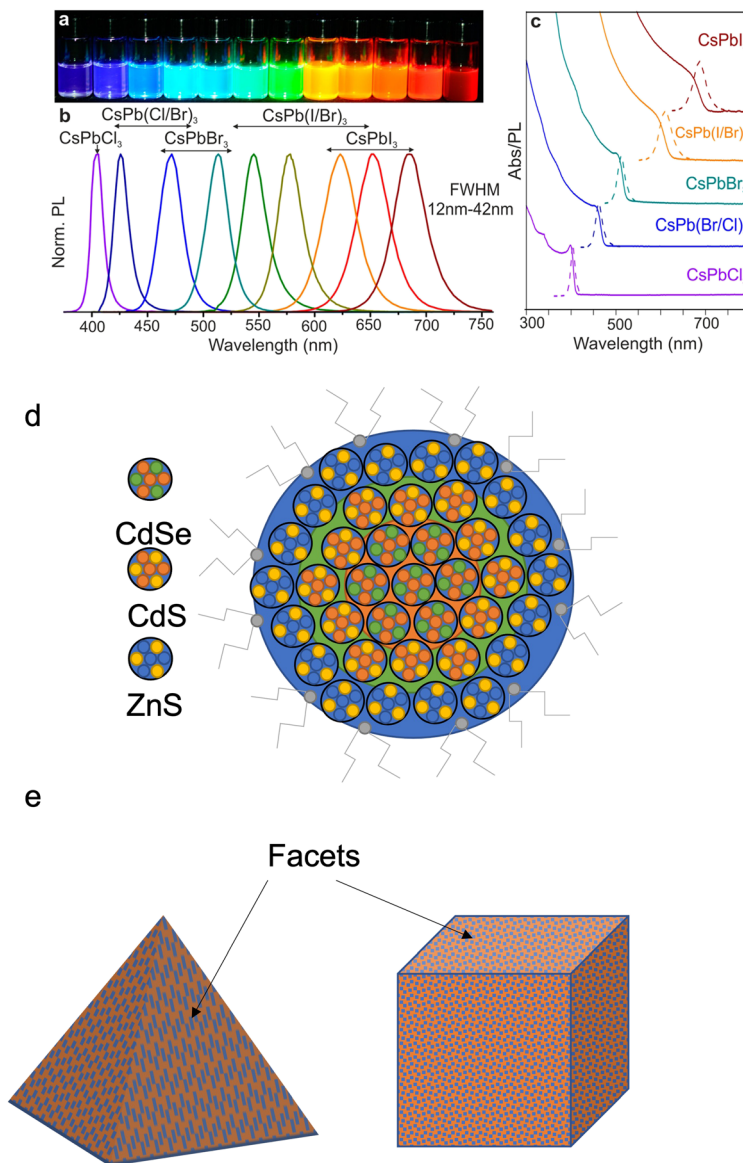 a
b
CsPb(Cl/Br)₃
CsPbCl₃
CsPbBr₃
CsPb(I/Br)₃
CsPbI₃
FWHM
12nm-42nm
Norm. PL
400 450 500 550 600 650 700 750
Wavelength (nm)
c
CsPbI
CsPb(I/Br)
CsPbBr
CsPb(Br/Cl)
CsPbCl
Abs/PL
300 500 700
Wavelength (nm)
d
CdSe
CdS
ZnS
e
Facets